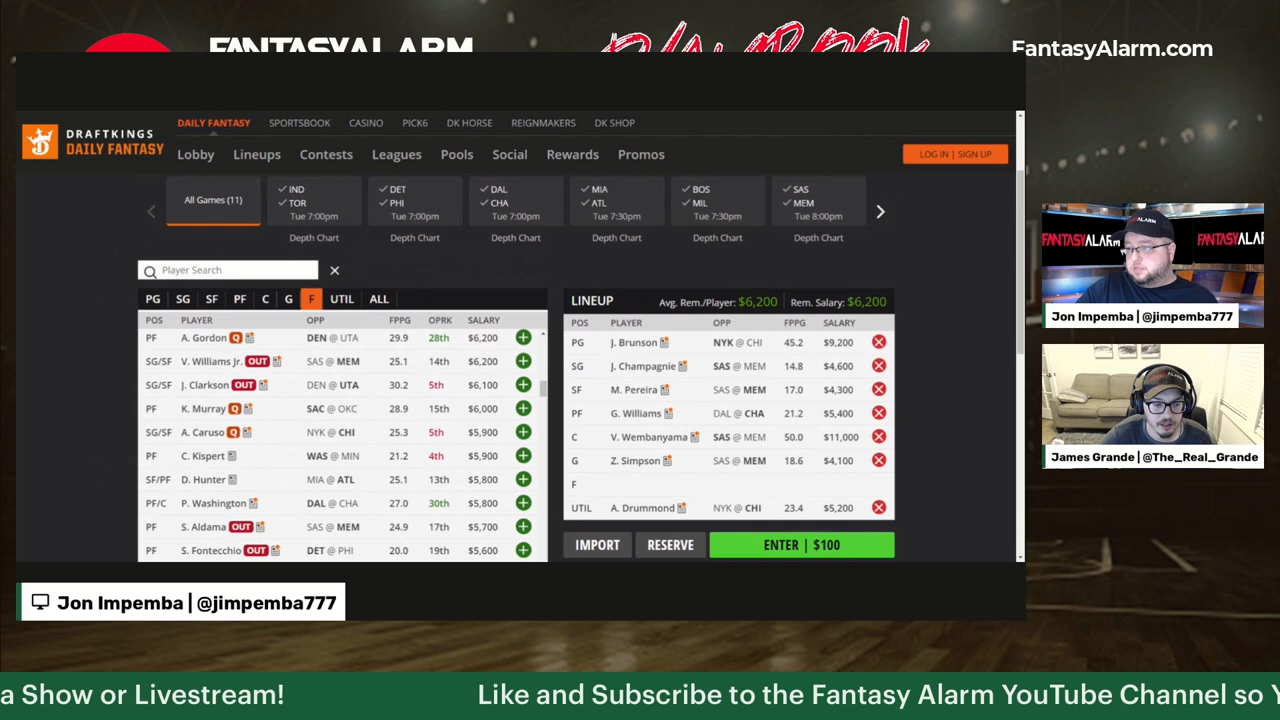 FANTASYALARM
PLAYBOOK
FantasyAlarm.com
DRAFTKINGS
DAILY FANTASY
DAILY FANTASY SPORTSBOOK CASINO PICK6 DK HORSE REIGNMAKERS DK SHOP
Lobby Lineups Contests Leagues Pools Social Rewards Promos
LOG IN | SIGN UP
All Games (11)
IND
TOR
Tue 7:00pm
Depth Chart
DET
PHI
Tue 7:00pm
Depth Chart
DAL
CHA
Tue 7:00pm
Depth Chart
MIA
ATL
Tue 7:30pm
Depth Chart
BOS
MIL
Tue 7:30pm
Depth Chart
SAS
MEM
Tue 8:00pm
Depth Chart
Player Search
PG SG SF PF C G F UTIL ALL
POS PLAYER OPP FPPG OPRK SALARY
PF A. Gordon Q DEN @ UTA 29.9 28th $6,200
SG/SF V. Williams Jr. OUT SAS @ MEM 25.1 14th $6,200
SG/SF J. Clarkson OUT DEN @ UTA 30.2 5th $6,100
PF K. Murray Q SAC @ OKC 28.9 15th $6,000
SG/SF A. Caruso Q NYK @ CHI 25.3 5th $5,900
PF C. Kispert WAS @ MIN 21.2 4th $5,900
SF/PF D. Hunter MIA @ ATL 25.1 13th $5,800
PF/C P. Washington DAL @ CHA 27.0 30th $5,800
PF S. Aldama OUT SAS @ MEM 24.9 17th $5,700
PF S. Fontecchio OUT DET @ PHI 20.0 19th $5,600
LINEUP Avg. Rem./Player: $6,200 Rem. Salary: $6,200
POS PLAYER OPP FPPG SALARY
PG J. Brunson NYK @ CHI 45.2 $9,200
SG J. Champagnie SAS @ MEM 14.8 $4,600
SF M. Pereira SAS @ MEM 17.0 $4,300
PF G. Williams DAL @ CHA 21.2 $5,400
C V. Wembanyama SAS @ MEM 50.0 $11,000
G Z. Simpson SAS @ MEM 18.6 $4,100
F
UTIL A. Drummond NYK @ CHI 23.4 $5,200
IMPORT RESERVE ENTER | $100
FANTASYALARM
ALARM
FANTASYALAR
Jon Impemba | @jimpemba777
James Grande | @The_Real_Grande
Jon Impemba | @jimpemba777
a Show or Livestream! Like and Subscribe to the Fantasy Alarm YouTube Channel so Y